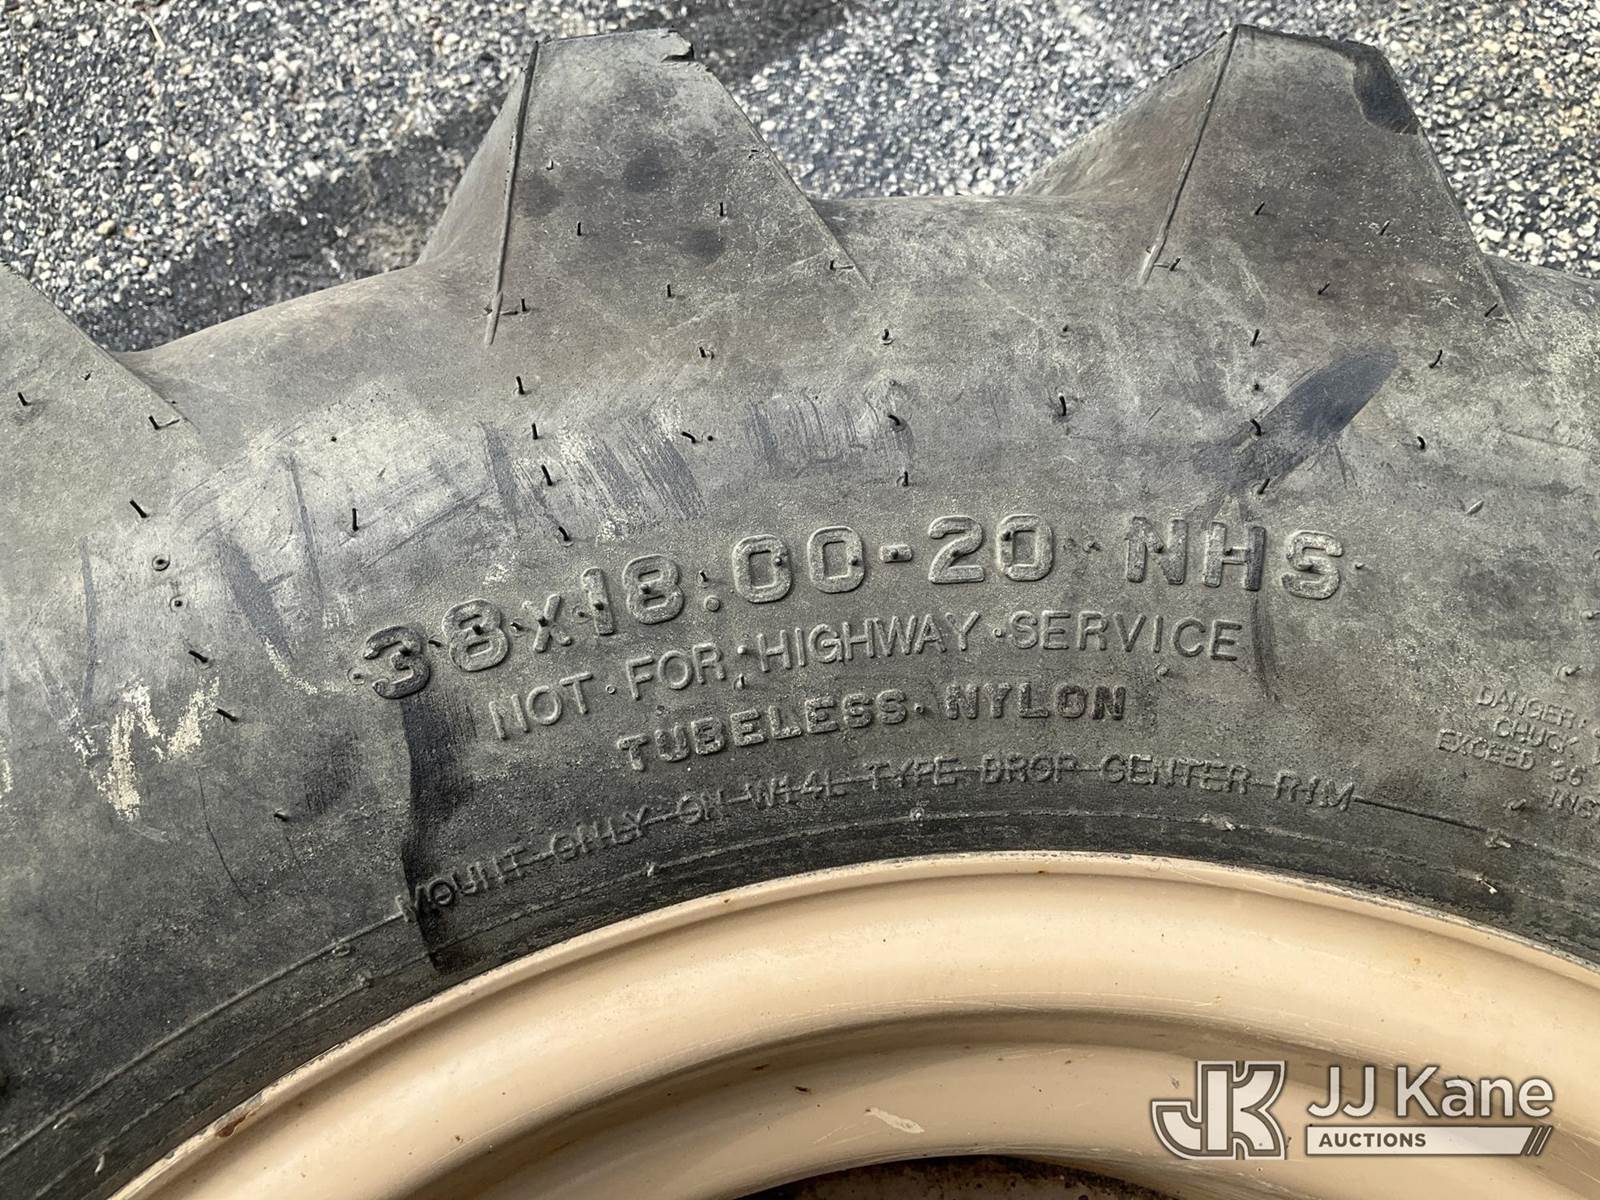 38x18.00-20 NHS
NOT·FOR·HIGHWAY·SERVICE
TUBELESS·NYLON
MOUNT ONLY ON W14L TYPE DROP CENTER RIM
DANGER:
CHUCK
EXCEED 35
JJ Kane
AUCTIONS